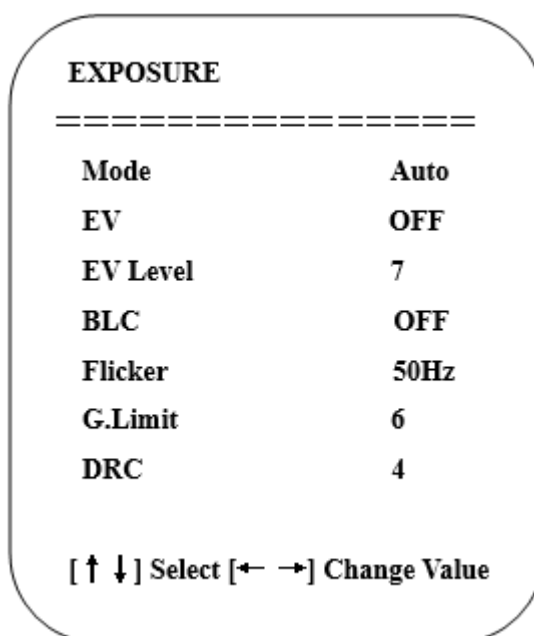 EXPOSURE
================
Mode Auto
EV OFF
EV Level 7
BLC OFF
Flicker 50Hz
G.Limit 6
DRC 4
[↑ ↓] Select [← →] Change Value